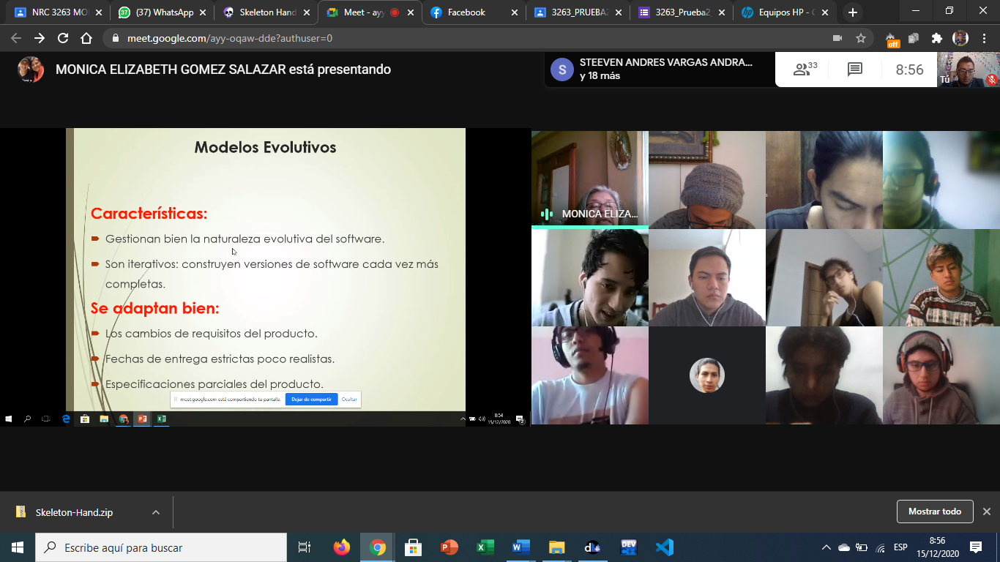 NRC 3263 MO
(37) WhatsApp
Skeleton Hand
Meet - ayy
Facebook
3263_PRUEBA2
3263_Prueba2_
Equipos HP - G
meet.google.com/ayy-oqaw-dde?authuser=0
off
MONICA ELIZABETH GOMEZ SALAZAR está presentando
S
STEEVEN ANDRES VARGAS ANDRA...
y 18 más
33
8:56
Tú
Modelos Evolutivos
Características:
Gestionan bien la naturaleza evolutiva del software.
Son iterativos: construyen versiones de software cada vez más
completas.
Se adaptan bien:
Los cambios de requisitos del producto.
Fechas de entrega estrictas poco realistas.
Especificaciones parciales del producto.
meet.google.com está compartiendo tu pantalla.
Dejar de compartir
Ocultar
8:54
15/12/2020
MONICA ELIZA...
Skeleton-Hand.zip
Mostrar todo
Escribe aquí para buscar
DEV
ESP
8:56
15/12/2020